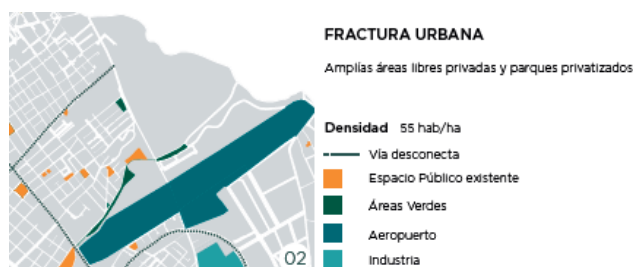 FRACTURA URBANA
Amplias áreas libres privadas y parques privatizados
Densidad 55 hab/ha
Vía desconecta
Espacio Público existente
Áreas Verdes
Aeropuerto
Industria
02